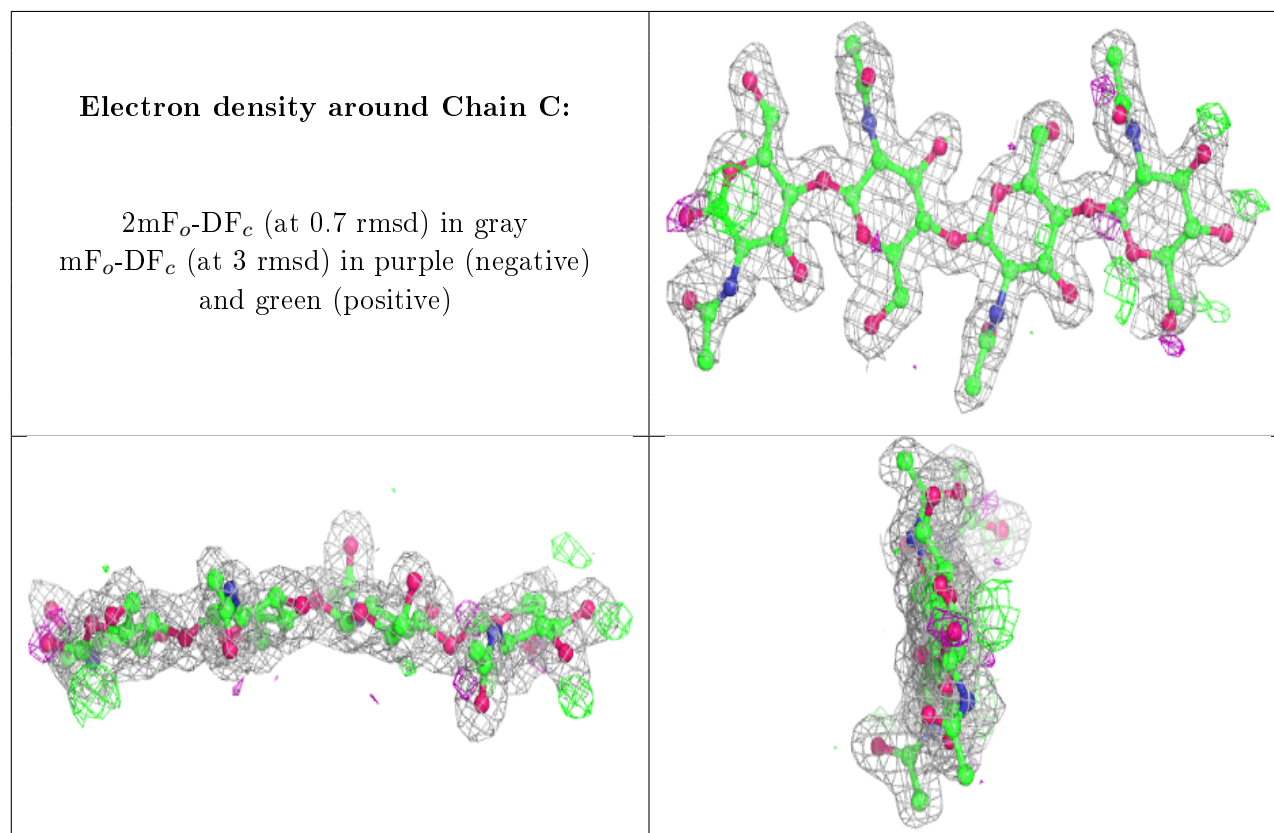 Electron density around Chain C:
2mFₒ-DF𝒸 (at 0.7 rmsd) in gray
mFₒ-DF𝒸 (at 3 rmsd) in purple (negative)
and green (positive)